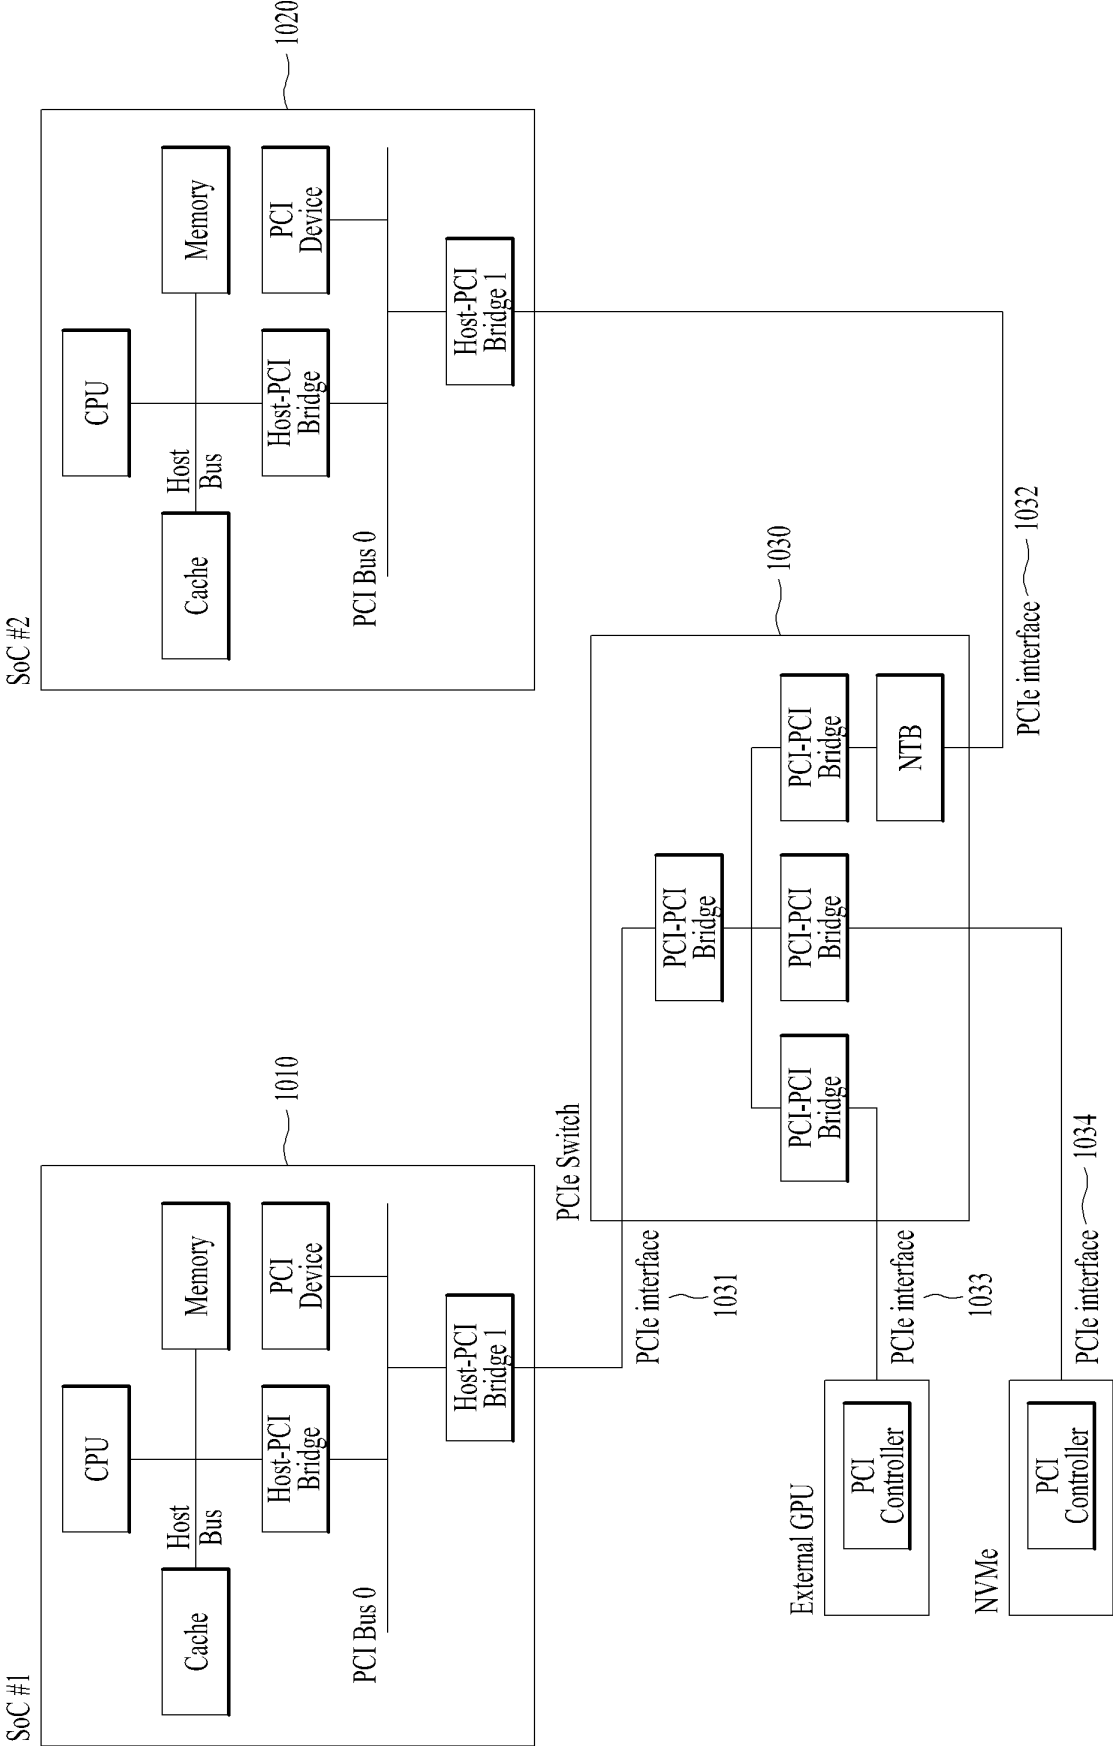 SoC #1
CPU
Cache
Host
Bus
Memory
Host-PCI
Bridge
PCI
Device
PCI Bus 0
Host-PCI
Bridge 1
1010
SoC #2
CPU
Cache
Host
Bus
Memory
Host-PCI
Bridge
PCI
Device
PCI Bus 0
Host-PCI
Bridge 1
1020
PCIe Switch
PCIe interface
1031
PCI-PCI
Bridge
1030
PCI-PCI
Bridge
PCI-PCI
Bridge
PCI-PCI
Bridge
NTB
External GPU
PCI
Controller
PCIe interface
1033
PCIe interface
1032
NVMe
PCI
Controller
PCIe interface
1034